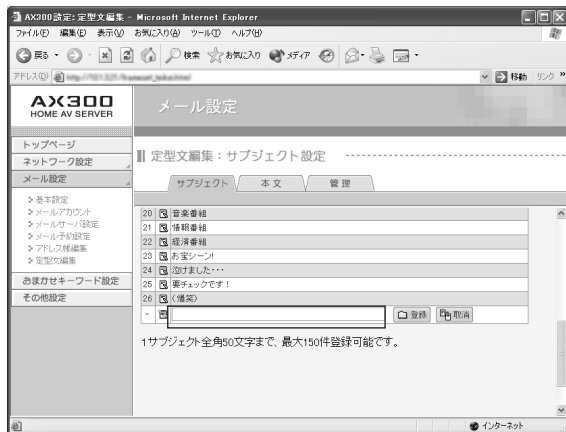 AX300設定:定型文編集 - Microsoft Internet Explorer
ファイル(F) 編集(E) 表示(V) お気に入り(A) ツール(T) ヘルプ(H)
戻る 検索 お気に入り メディア
アドレス(D) 移動 リンク »
AX300
HOME AV SERVER
メール設定
トップページ
ネットワーク設定
メール設定
基本設定
メールアカウント
メールサーバ設定
メール予約設定
アドレス帳編集
定型文編集
おまかせキーワード設定
その他設定
定型文編集:サブジェクト設定
サブジェクト 本文 管理
20 音楽番組
21 情報番組
22 経済番組
23 お宝シーン!
24 泣けました・・・
25 要チェックです!
26 (爆笑)
- 登録 取消
1サブジェクト全角50文字まで、最大150件登録可能です。
インターネット